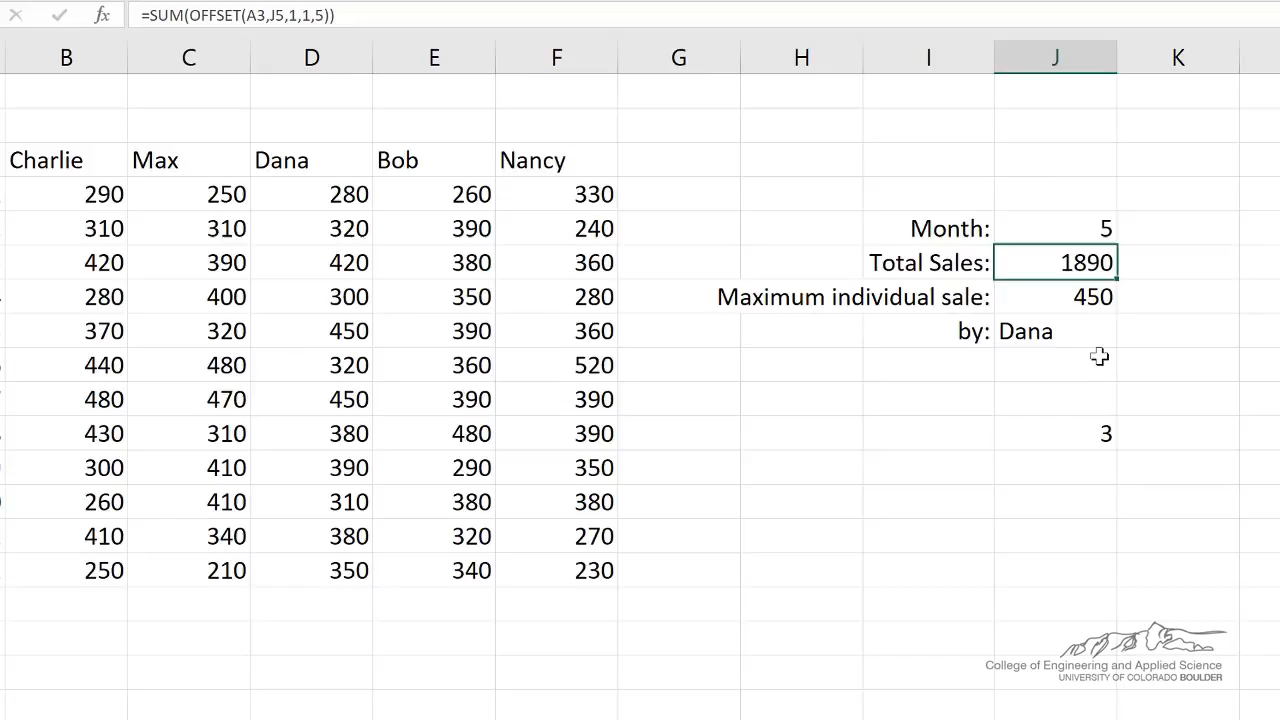 fx =SUM(OFFSET(A3,J5,1,1,5))
B C D E F G H I J K
Charlie Max Dana Bob Nancy
290 250 280 260 330
310 310 320 390 240 Month: 5
420 390 420 380 360 Total Sales: 1890
280 400 300 350 280 Maximum individual sale: 450
370 320 450 390 360 by: Dana
440 480 320 360 520
480 470 450 390 390
430 310 380 480 390 3
300 410 390 290 350
260 410 310 380 380
410 340 380 320 270
250 210 350 340 230
College of Engineering and Applied Science
UNIVERSITY OF COLORADO BOULDER